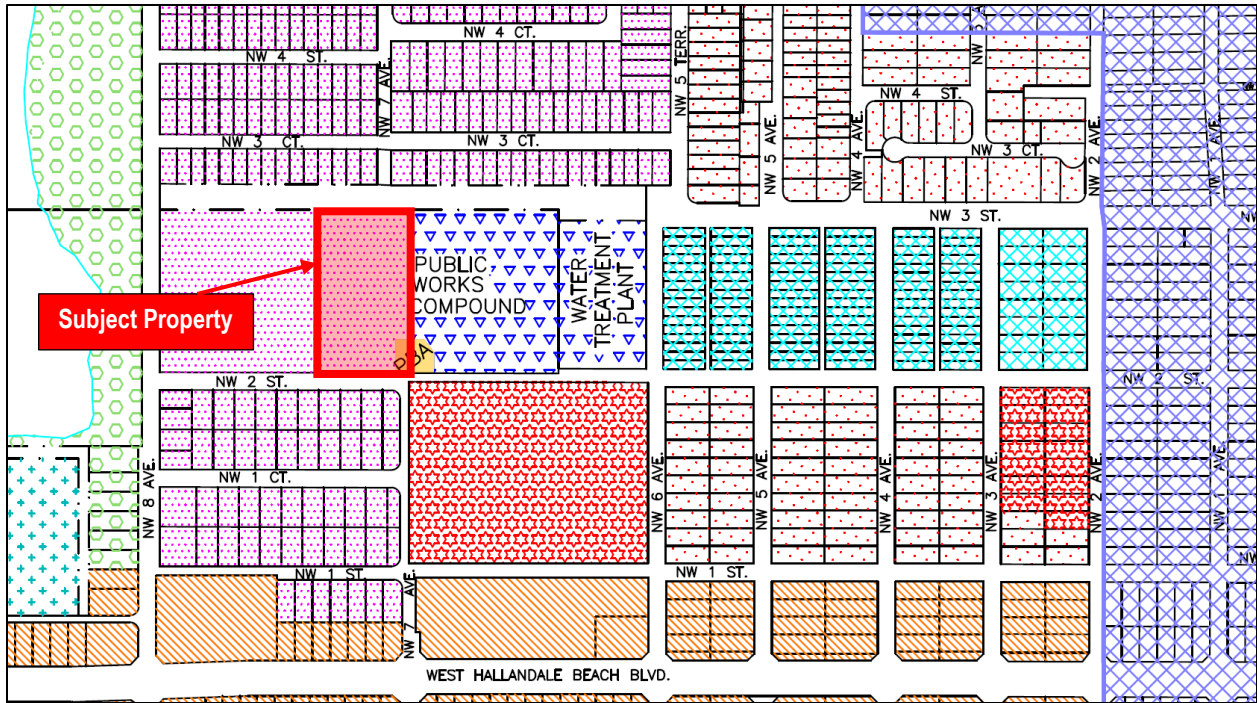 NW 4 CT.
NW 4 ST.
NW 7 AVE.
NW 5 TERR.
NW 3 CT.
NW 3 CT.
NW 5 AVE.
NW 4 AVE.
NW 4 ST.
NW 3 CT.
NW 2 AVE.
NW 3 ST.
PUBLIC
WORKS
COMPOUND
WATER
TREATMENT
PLANT
Subject Property
NW 2 ST.
NW 2 ST.
NW 1 CT.
NW 8 AVE.
NW 6 AVE.
NW 5 AVE.
NW 4 AVE.
NW 3 AVE.
NW 2 AVE.
NW 1 ST.
NW 1 ST.
NW 7 AVE.
WEST HALLANDALE BEACH BLVD.